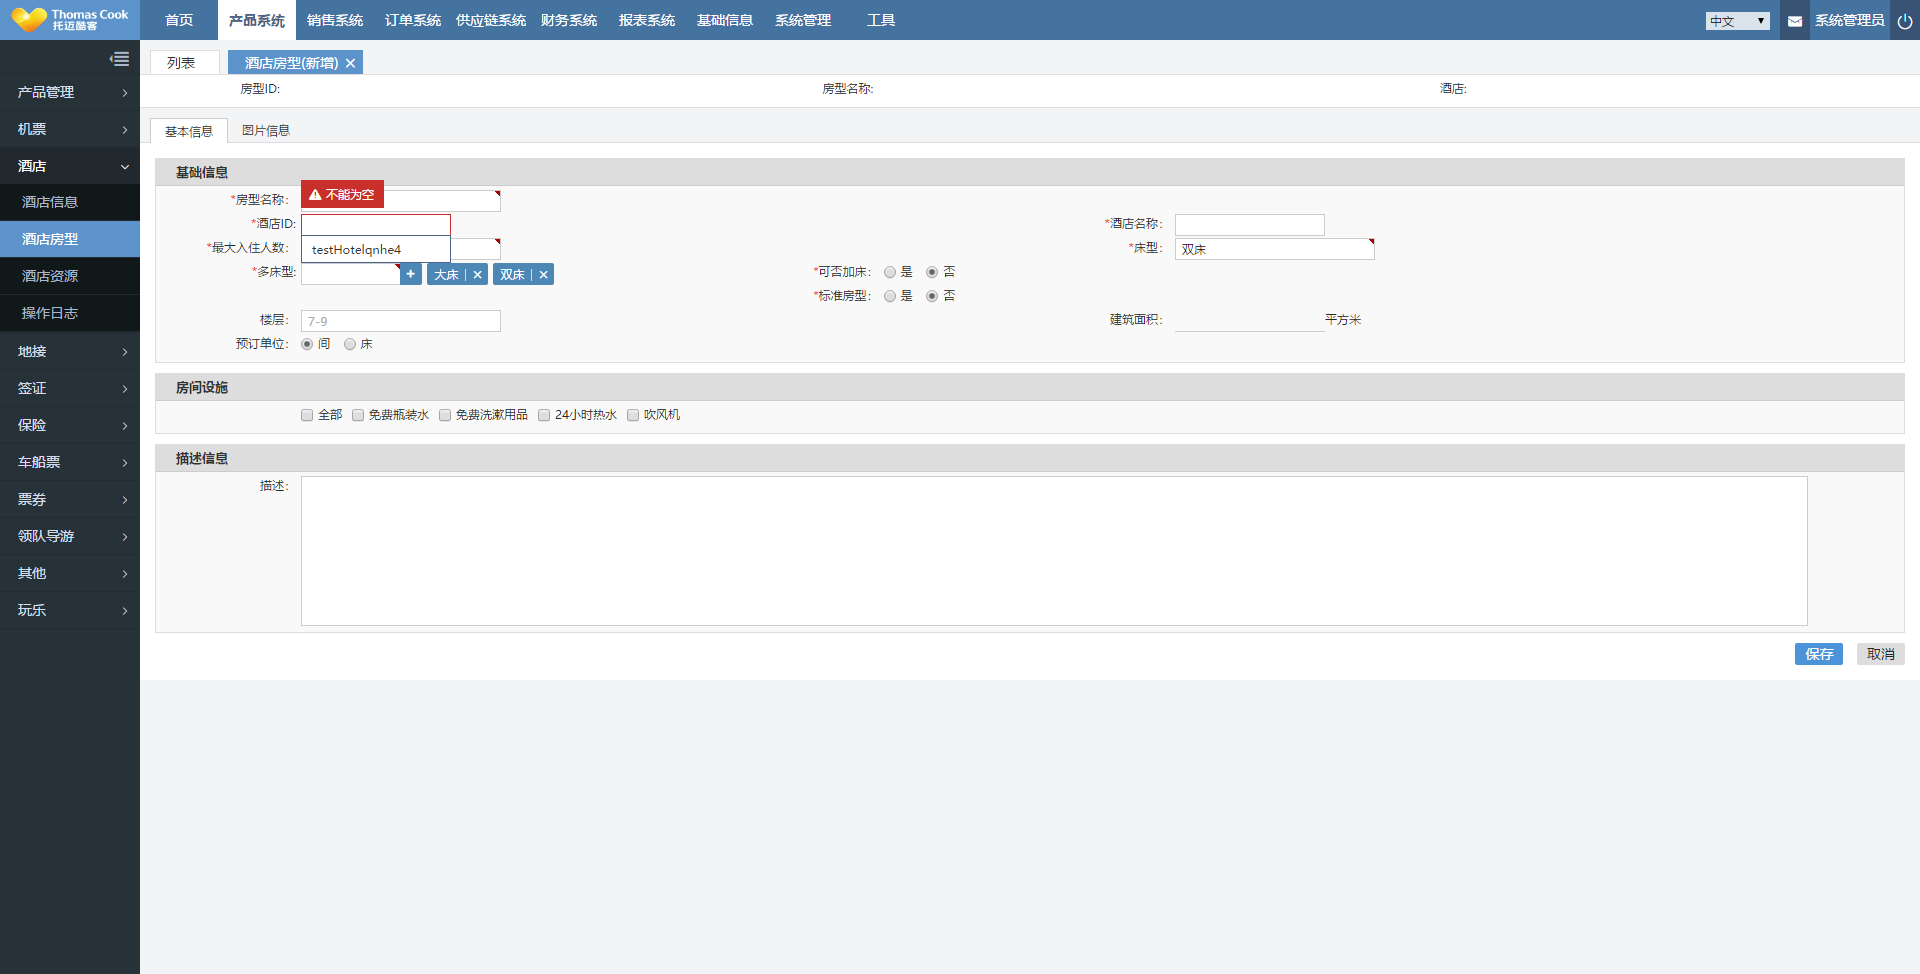 Thomas Cook
托迈酷客
首页 产品系统 销售系统 订单系统 供应链系统 财务系统 报表系统 基础信息 系统管理 工具
中文
系统管理员
产品管理
机票
酒店
酒店信息
酒店房型
酒店资源
操作日志
地接
签证
保险
车船票
票券
领队导游
其他
玩乐
列表 酒店房型(新增)
房型ID: 房型名称: 酒店:
基本信息 图片信息
基础信息
*房型名称: 不能为空
*酒店ID: *酒店名称:
*最大入住人数: testHotelqnhe4 *床型: 双床
*多床型: + 大床 双床 *可否加床: 是 否
*标准房型: 是 否
楼层: 7-9 建筑面积: 平方米
预订单位: 间 床
房间设施
全部 免费瓶装水 免费洗漱用品 24小时热水 吹风机
描述信息
描述:
保存 取消